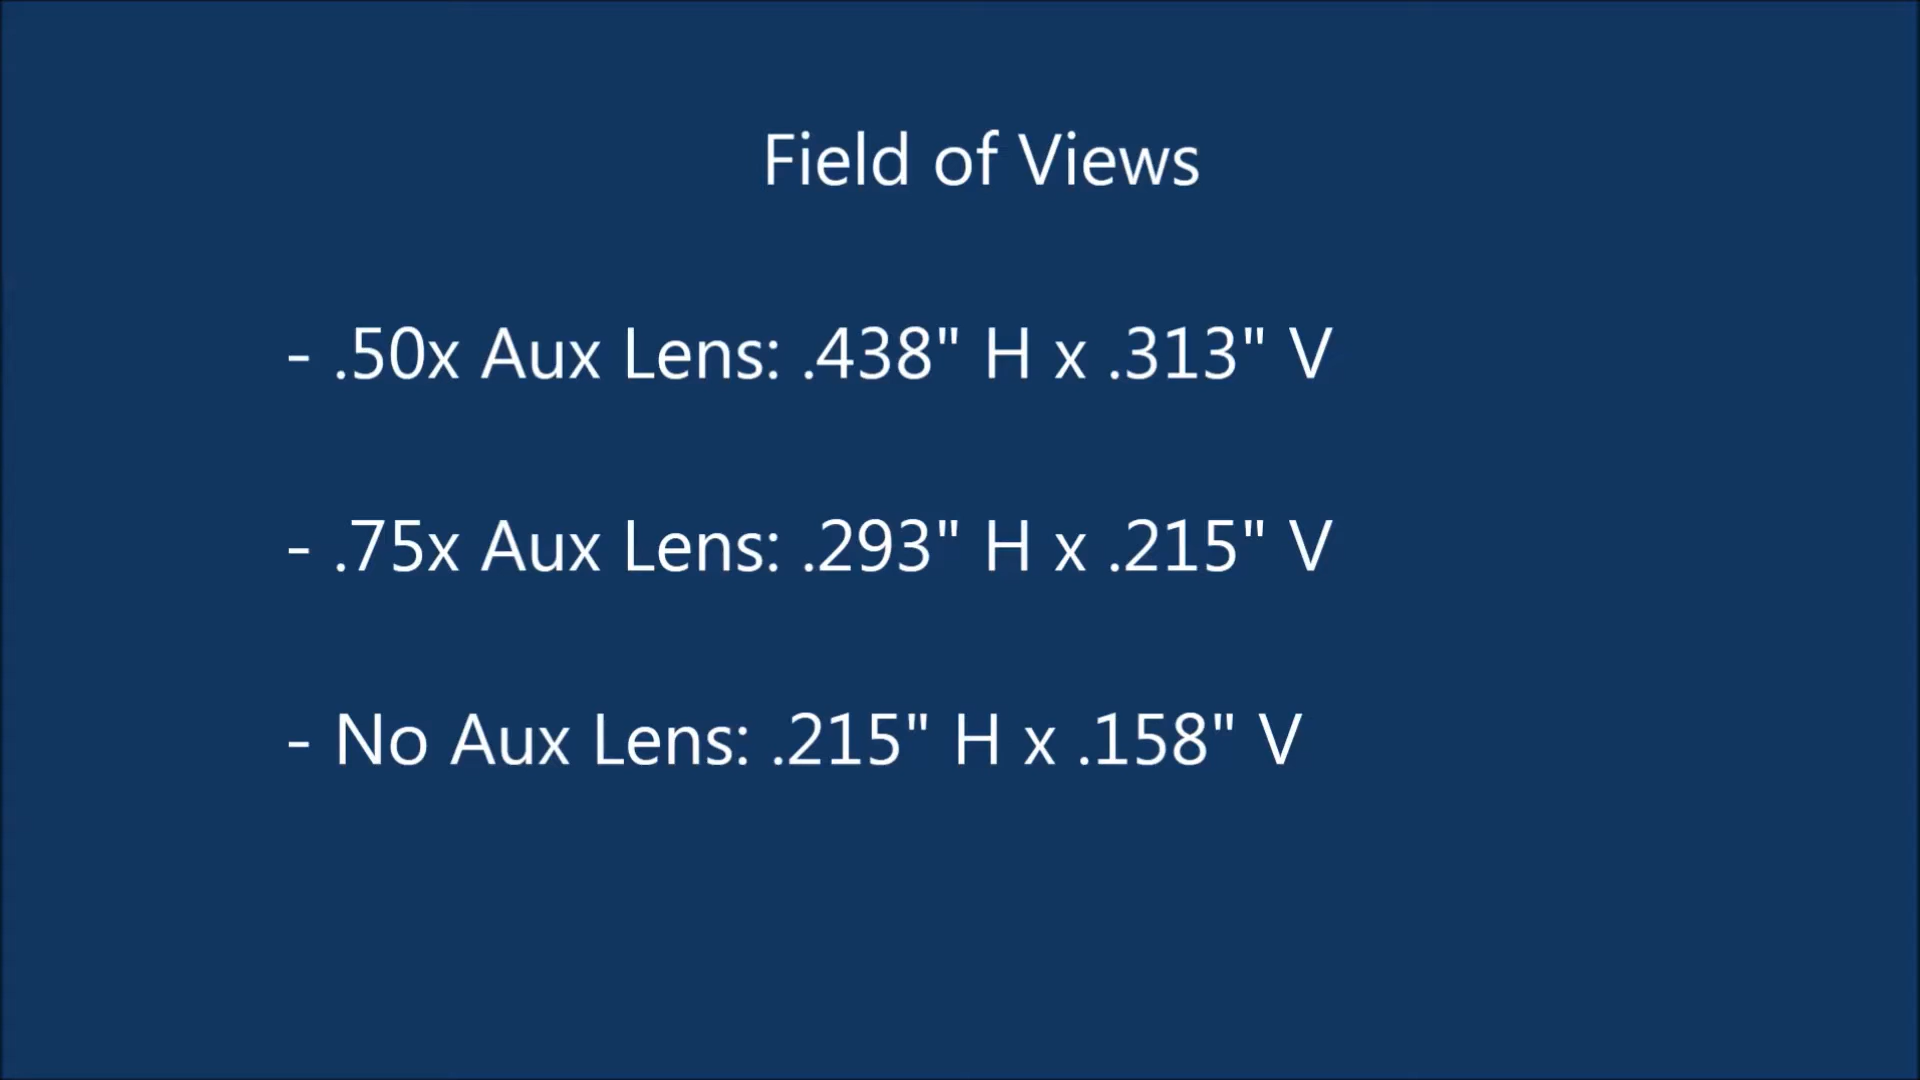 Field of Views
- .50x Aux Lens: .438" H x .313" V
- .75x Aux Lens: .293" H x .215" V
- No Aux Lens: .215" H x .158" V